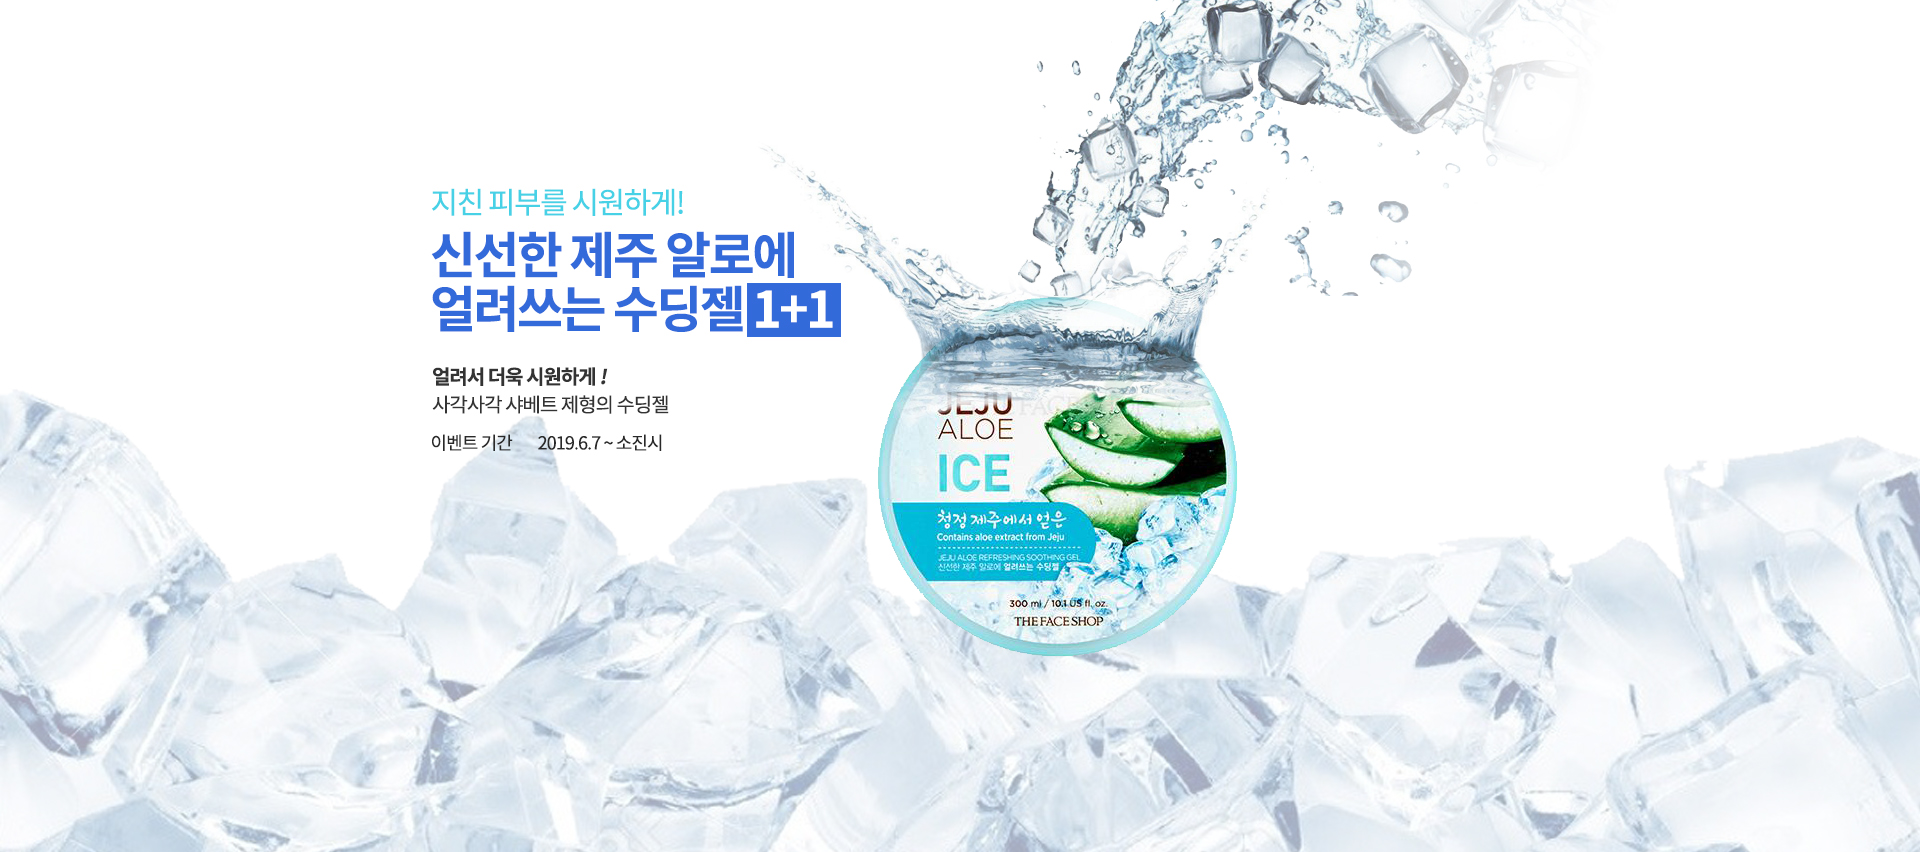 지친 피부를 시원하게!
신선한 제주 알로에
얼려쓰는 수딩젤 1+1
얼려서 더욱 시원하게 !
사각사각 샤베트 제형의 수딩젤
이벤트 기간 2019.6.7 ~ 소진시
JEJU
ALOE
ICE
청정 제주에서 얻은
Contains aloe extract from Jeju
JEJU ALOE REFRESHING SOOTHING GEL
신선한 제주 알로에 얼려쓰는 수딩젤
300 ml / 10.1 US fl. oz.
THE FACE SHOP